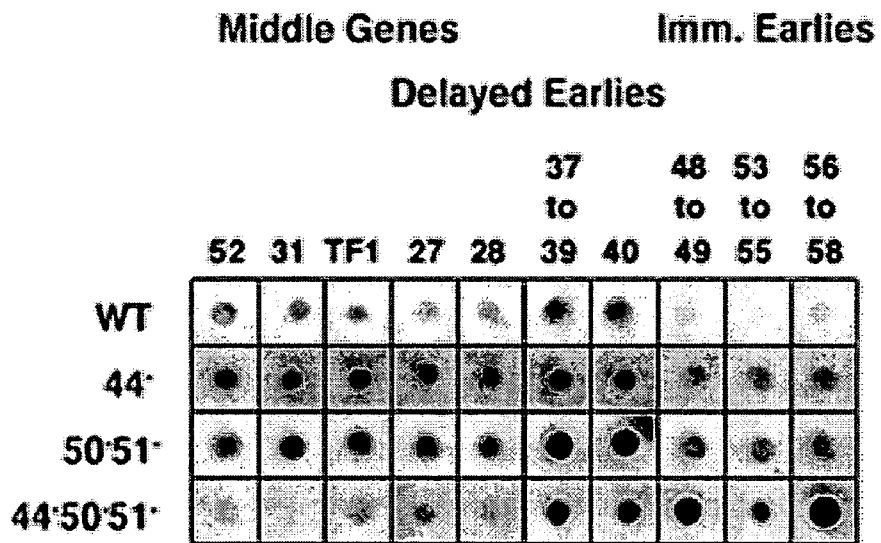 Middle Genes Imm. Earlies
Delayed Earlies
37 48 53 56
to to to to
52 31 TF1 27 28 39 40 49 55 58
WT
44-
50-51-
44-50-51-